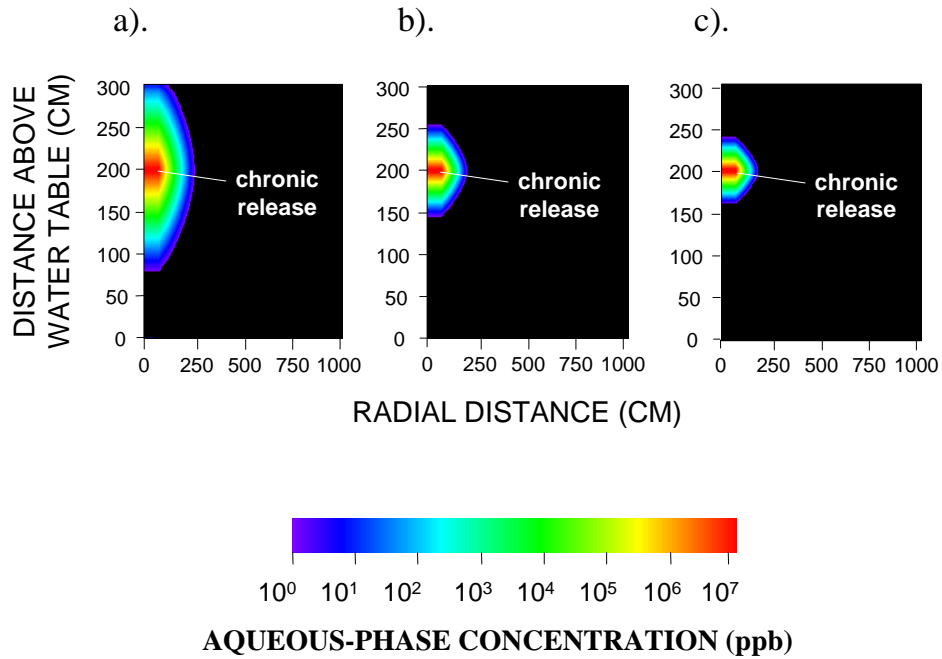 a).
b).
c).
DISTANCE ABOVE
WATER TABLE (CM)
300
250
200
150
100
50
0
chronic
release
0
250
500
750
1000
300
250
200
150
100
50
0
chronic
release
0
250
500
750
1000
300
250
200
150
100
50
0
chronic
release
0
250
500
750
1000
RADIAL DISTANCE (CM)
10⁰ 10¹ 10² 10³ 10⁴ 10⁵ 10⁶ 10⁷
AQUEOUS-PHASE CONCENTRATION (ppb)